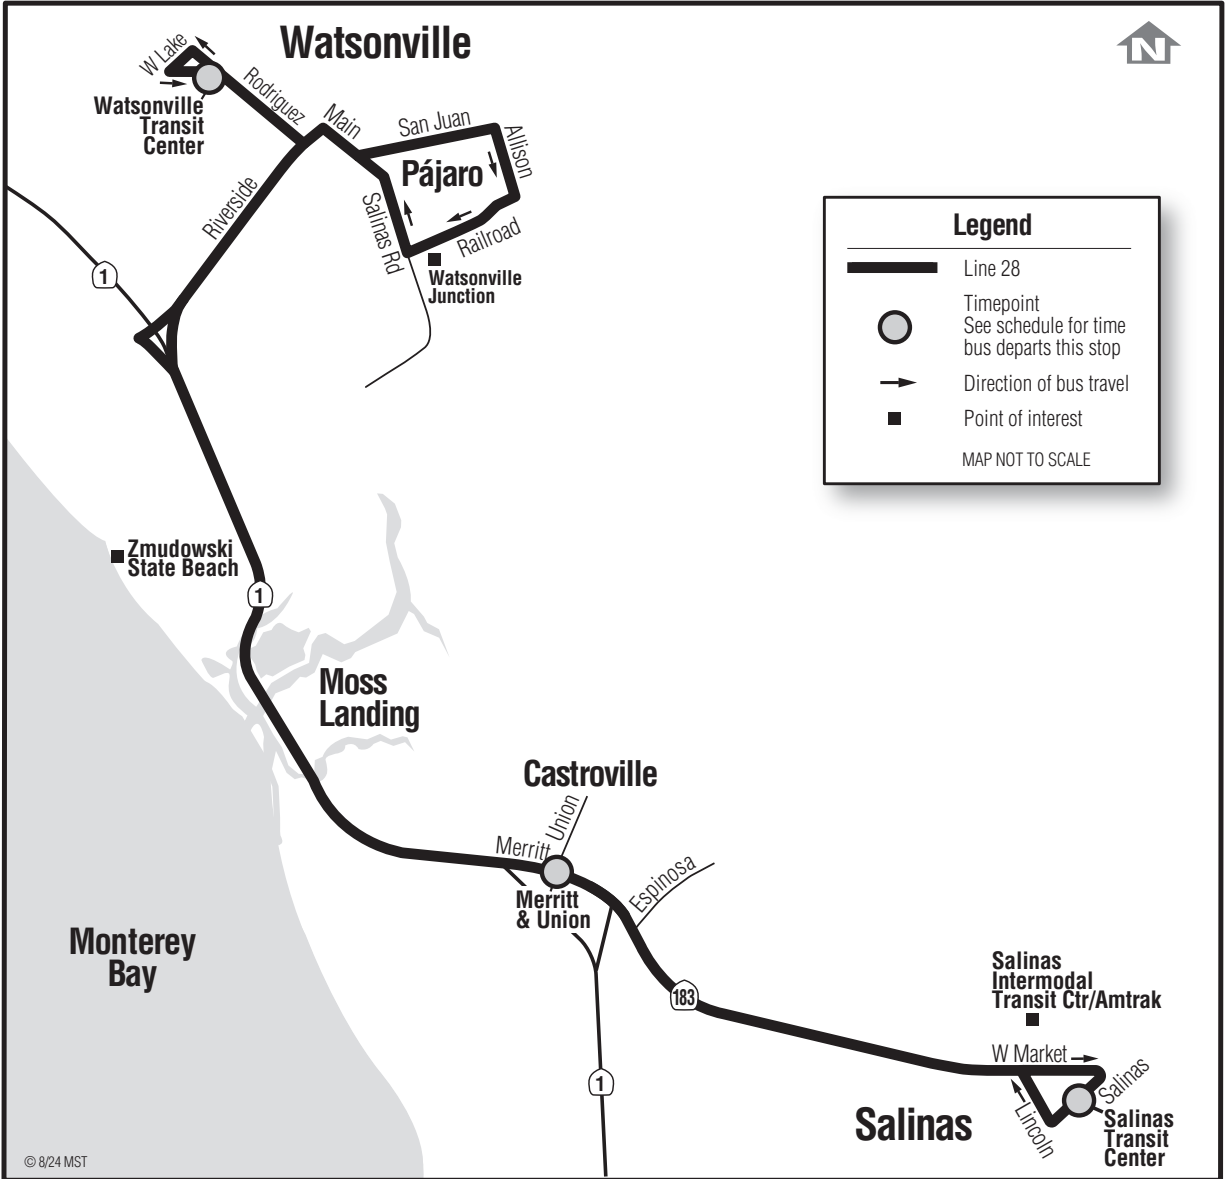 Watsonville
N
W Lake
Rodriguez
Main
San Juan
Allison
Watsonville
Transit
Center
Pájaro
Riverside
Salinas Rd
Railroad
Watsonville
Junction
1
Legend
Line 28
Timepoint
See schedule for time
bus departs this stop
Direction of bus travel
Point of interest
MAP NOT TO SCALE
Zmudowski
State Beach
1
Moss
Landing
Castroville
Union
Merritt
Merritt
& Union
Espinosa
Monterey
Bay
183
1
Salinas
Intermodal
Transit Ctr/Amtrak
W Market
Salinas
Lincoln
Salinas
Salinas
Transit
Center
© 8/24 MST